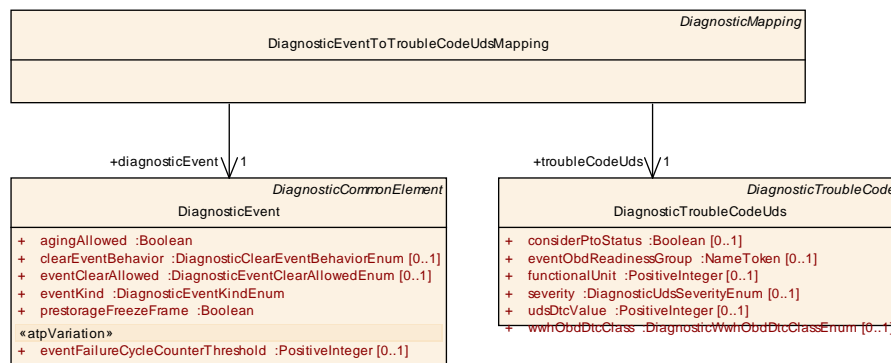 DiagnosticMapping
DiagnosticEventToTroubleCodeUdsMapping
+diagnosticEvent 1
+troubleCodeUds 1
DiagnosticCommonElement
DiagnosticEvent
+ agingAllowed :Boolean
+ clearEventBehavior :DiagnosticClearEventBehaviorEnum [0..1]
+ eventClearAllowed :DiagnosticEventClearAllowedEnum [0..1]
+ eventKind :DiagnosticEventKindEnum
+ prestorageFreezeFrame :Boolean
«atpVariation»
+ eventFailureCycleCounterThreshold :PositiveInteger [0..1]
DiagnosticTroubleCode
DiagnosticTroubleCodeUds
+ considerPtoStatus :Boolean [0..1]
+ eventObdReadinessGroup :NameToken [0..1]
+ functionalUnit :PositiveInteger [0..1]
+ severity :DiagnosticUdsSeverityEnum [0..1]
+ udsDtcValue :PositiveInteger [0..1]
+ wwhObdDtcClass :DiagnosticWwhObdDtcClassEnum [0..1]